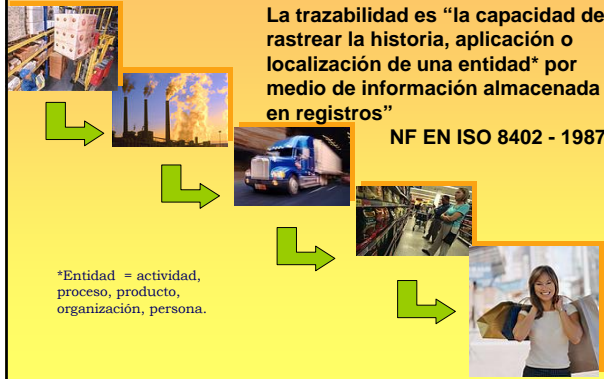 La trazabilidad es “la capacidad de
rastrear la historia, aplicación o
localización de una entidad* por
medio de información almacenada
en registros”
NF EN ISO 8402 - 1987
*Entidad = actividad,
proceso, producto,
organización, persona.